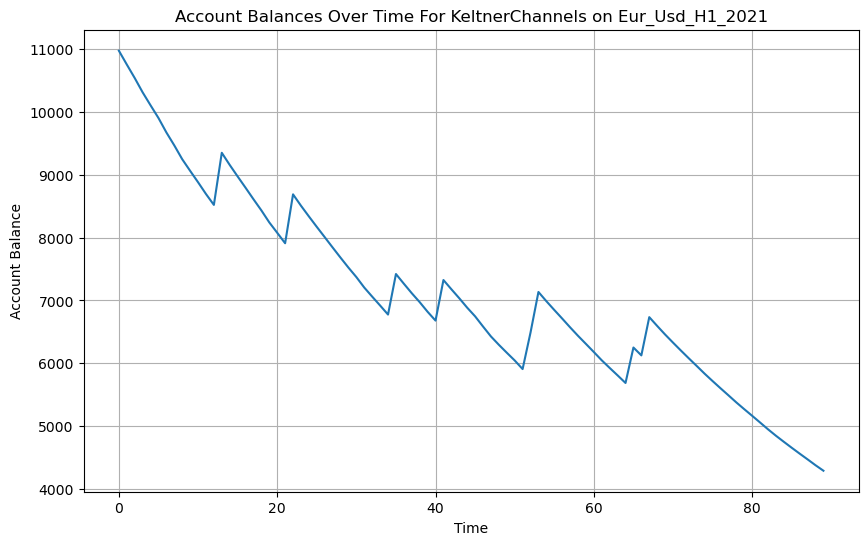 Account Balances Over Time For KeltnerChannels on Eur_Usd_H1_2021
Account Balance
11000
10000
9000
8000
7000
6000
5000
4000
0 20 40 60 80
Time